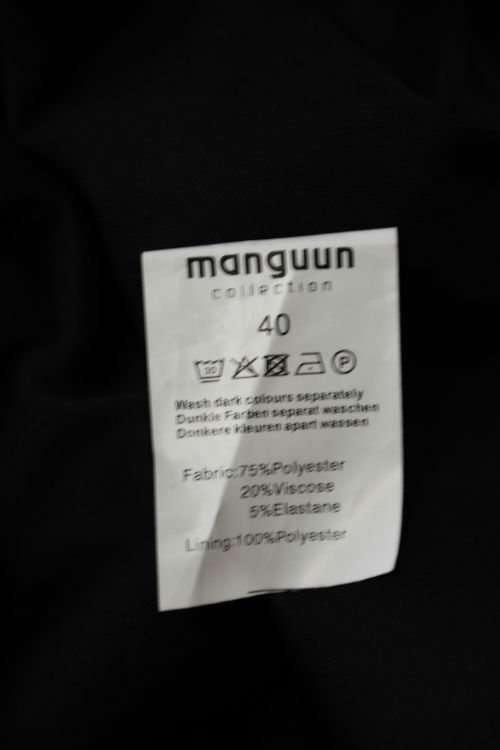 manguun
collection
40
30 P
Wash dark colours separately
Dunkle Farben separat waschen
Donkere kleuren apart wassen
Fabric:75%Polyester
20%Viscose
5%Elastane
Lining:100%Polyester